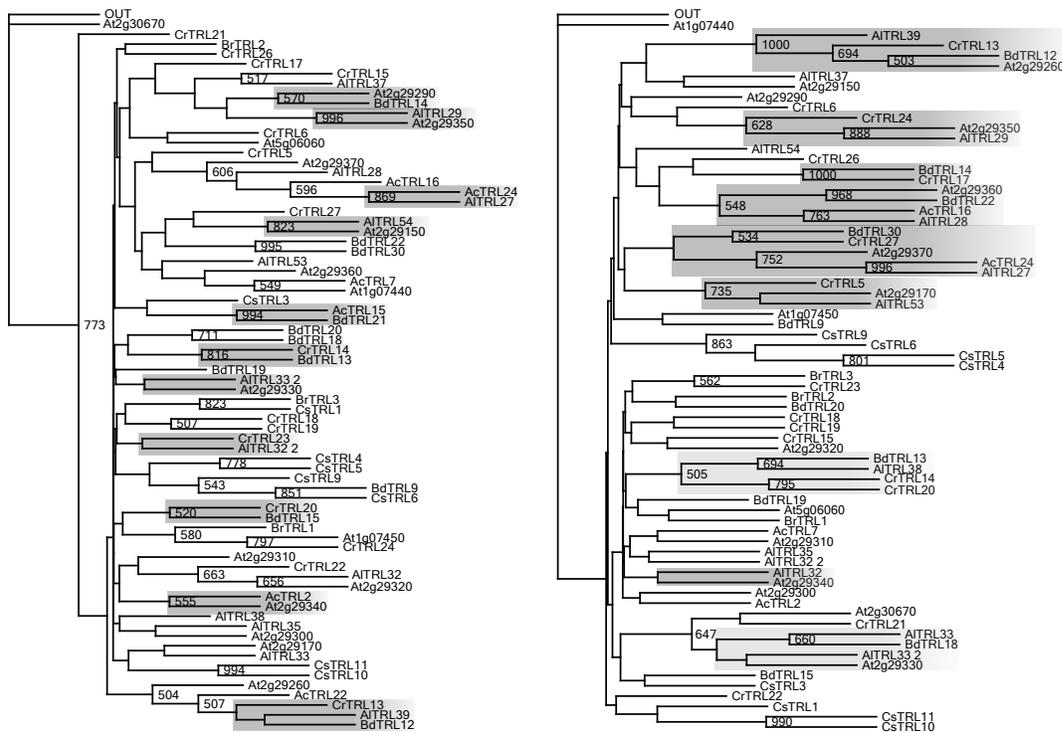 OUT
At2g30670
CrTRL21
BrTRL2
CrTRL26
CrTRL17
CrTRL15
517
AlTRL37
At2g29290
570
BdTRL14
AlTRL29
996
At2g29350
CrTRL6
At5g06060
CrTRL5
At2g29370
606
AlTRL28
AcTRL16
596
AcTRL24
869
AlTRL27
CrTRL27
AlTRL54
823
At2g29150
BdTRL22
995
BdTRL30
AlTRL53
At2g29360
AcTRL7
549
At1g07440
CsTRL3
AcTRL15
994
BdTRL21
773
BdTRL20
711
BdTRL18
CrTRL14
816
BdTRL13
BdTRL19
AlTRL33 2
At2g29330
BrTRL3
823
CsTRL1
CrTRL18
507
CrTRL19
CrTRL23
AlTRL32 2
CsTRL4
778
CsTRL5
CsTRL9
543
BdTRL9
851
CsTRL6
CrTRL20
520
BdTRL15
BrTRL1
580
At1g07450
797
CrTRL24
At2g29310
CrTRL22
663
AlTRL32
656
At2g29320
AcTRL2
555
At2g29340
AlTRL38
AlTRL35
At2g29300
At2g29170
AlTRL33
CsTRL11
994
CsTRL10
At2g29260
504
AcTRL22
507
CrTRL13
AlTRL39
BdTRL12
OUT
At1g07440
AlTRL39
1000
CrTRL13
694
BdTRL12
503
At2g29260
AlTRL37
At2g29150
At2g29290
CrTRL6
CrTRL24
628
At2g29350
888
AlTRL29
AlTRL54
CrTRL26
BdTRL14
1000
CrTRL17
At2g29360
968
BdTRL22
548
AcTRL16
763
AlTRL28
BdTRL30
534
CrTRL27
At2g29370
752
AcTRL24
996
AlTRL27
CrTRL5
735
At2g29170
AlTRL53
At1g07450
BdTRL9
CsTRL9
863
CsTRL6
CsTRL5
801
CsTRL4
BrTRL3
562
CrTRL23
BrTRL2
BdTRL20
CrTRL18
CrTRL19
CrTRL15
At2g29320
BdTRL13
694
AlTRL38
505
CrTRL14
795
CrTRL20
BdTRL19
At5g06060
BrTRL1
AcTRL7
At2g29310
AlTRL35
AlTRL32 2
AlTRL32
At2g29340
At2g29300
AcTRL2
At2g30670
CrTRL21
647
AlTRL33
660
BdTRL18
AlTRL33 2
At2g29330
BdTRL15
CsTRL3
CrTRL22
CsTRL1
CsTRL11
990
CsTRL10